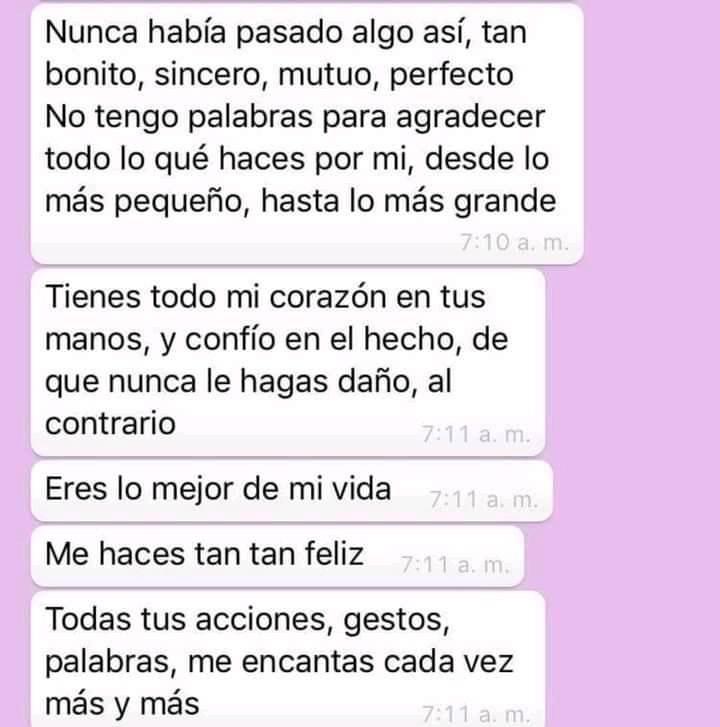 Nunca había pasado algo así, tan
bonito, sincero, mutuo, perfecto
No tengo palabras para agradecer
todo lo qué haces por mi, desde lo
más pequeño, hasta lo más grande
7:10 a. m.
Tienes todo mi corazón en tus
manos, y confío en el hecho, de
que nunca le hagas daño, al
contrario
7:11 a. m.
Eres lo mejor de mi vida 7:11 a. m.
Me haces tan tan feliz 7:11 a. m.
Todas tus acciones, gestos,
palabras, me encantas cada vez
más y más
7:11 a. m.